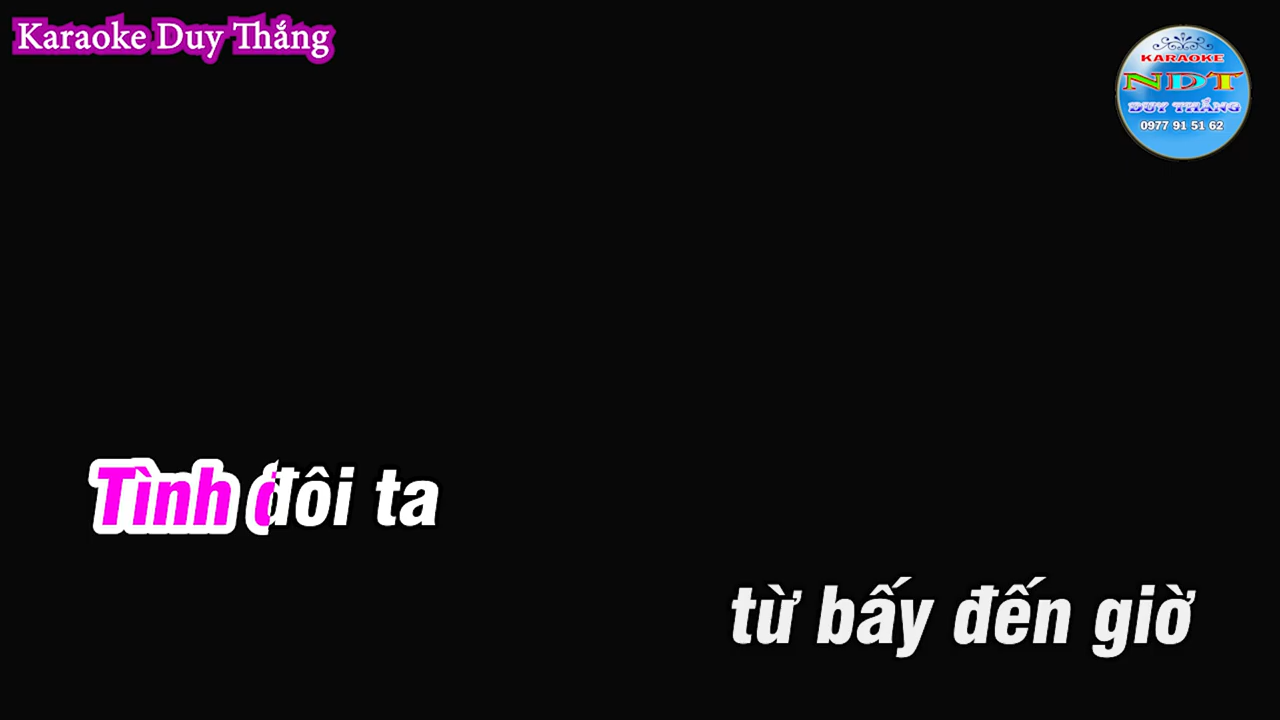 Karaoke Duy Thắng
KARAOKE
NDT
DUY THẮNG
0977 91 51 62
Tình đôi ta
từ bấy đến giờ